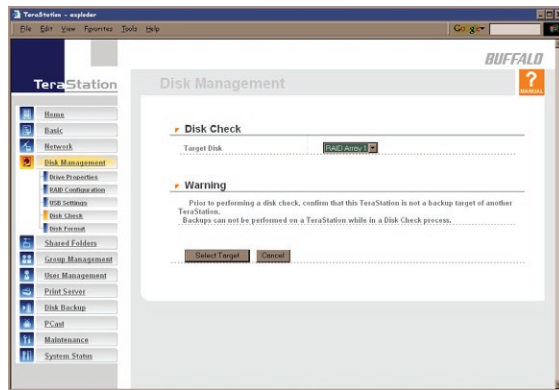 TeraStation - exploder
File Edit View Favorites Tools Help
Google
BUFFALO
TeraStation
Disk Management
?
MANUAL
Home
Basic
Network
Disk Management
Drive Properties
RAID Configuration
USB Settings
Disk Check
Disk Format
Shared Folders
Group Management
User Management
Print Server
Disk Backup
PCast
Maintenance
System Status
Disk Check
Target Disk
RAID Array 1
Warning
Prior to performing a disk check, confirm that this TeraStation is not a backup target of another
TeraStation.
Backups can not be performed on a TeraStation while in a Disk Check process.
Select Target
Cancel